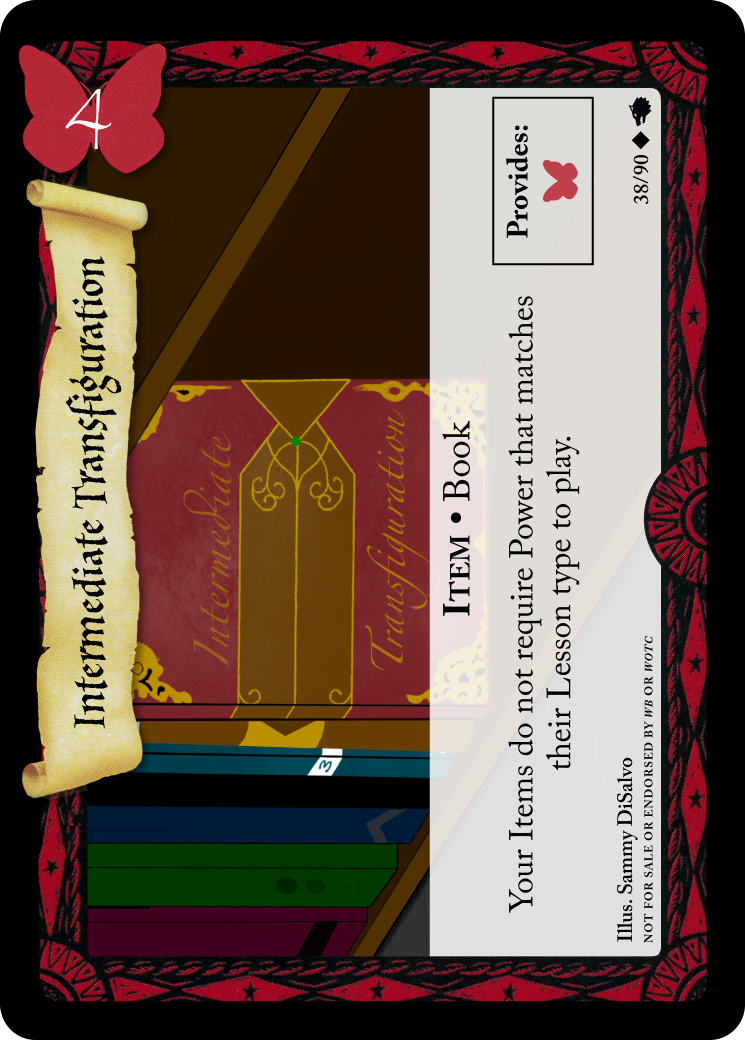 4
Intermediate Transfiguration
Intermediate
Transfiguration
3
ITEM • Book
Your Items do not require Power that matches
their Lesson type to play.
Provides:
Illus. Sammy DiSalvo
NOT FOR SALE OR ENDORSED BY WB OR WOTC
38/90